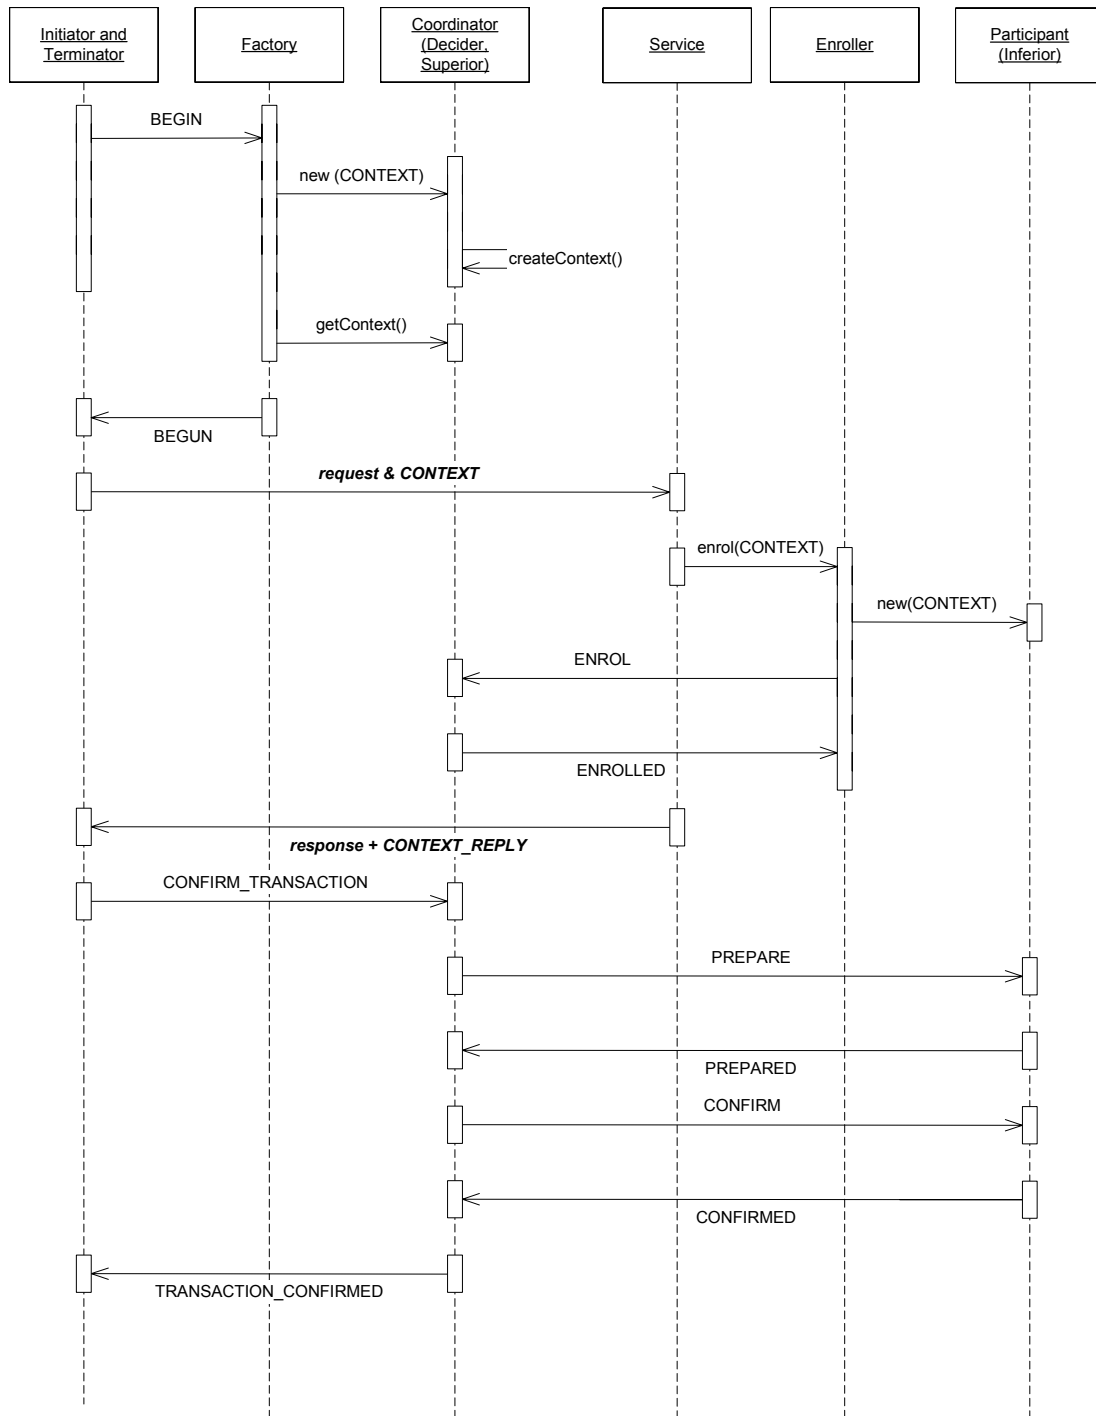 Initiator and
Terminator
Factory
Coordinator
(Decider,
Superior)
Service
Enroller
Participant
(Inferior)
BEGIN
new (CONTEXT)
createContext()
getContext()
BEGUN
request & CONTEXT
enrol(CONTEXT)
new(CONTEXT)
ENROL
ENROLLED
response + CONTEXT_REPLY
CONFIRM_TRANSACTION
PREPARE
PREPARED
CONFIRM
CONFIRMED
TRANSACTION_CONFIRMED